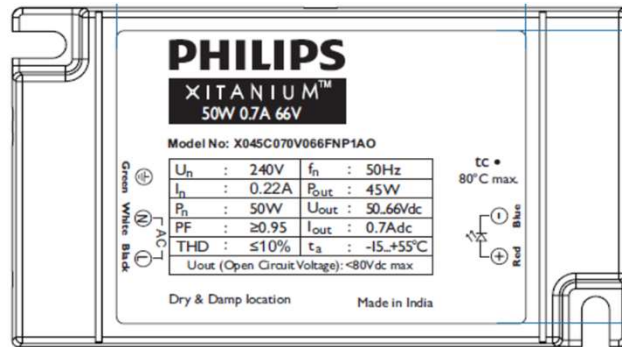 PHILIPS
XITANIUM™
50W 0.7A 66V
Model No: X045C070V066FNP1AO
Un : 240V fn : 50Hz
In : 0.22A Pout : 45W
Pn : 50W Uout : 50..66Vdc
PF : ≥0.95 Iout : 0.7Adc
THD : ≤10% ta : -15..+55°C
Uout (Open Circuit Voltage): <80Vdc max
Dry & Damp location
Made in India
Green White Black
N
L
AC
tc •
80°C max.
Blue
Red